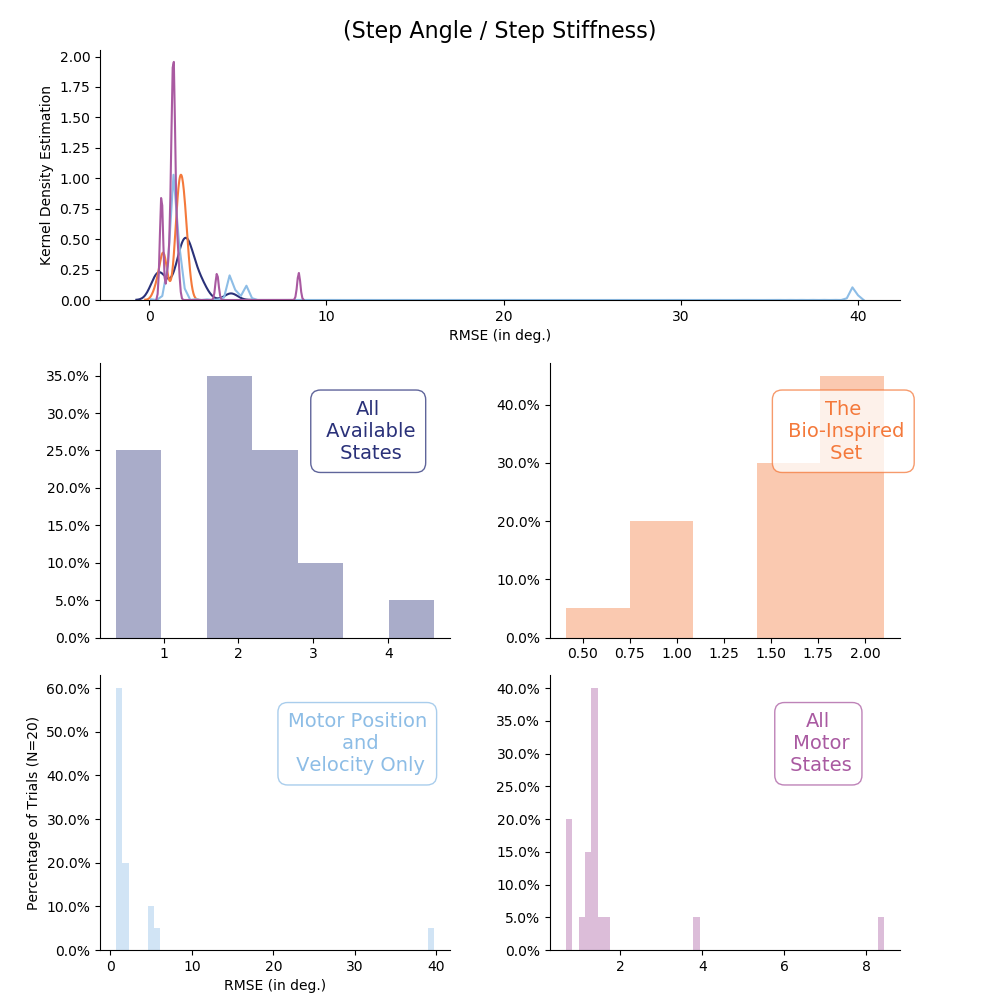 (Step Angle / Step Stiffness)
Kernel Density Estimation
2.00
1.75
1.50
1.25
1.00
0.75
0.50
0.25
0.00
0 10 20 30 40
RMSE (in deg.)
35.0%
30.0%
25.0%
20.0%
15.0%
10.0%
5.0%
0.0%
All
Available
States
1 2 3 4
40.0%
30.0%
20.0%
10.0%
0.0%
The
Bio-Inspired
Set
0.50 0.75 1.00 1.25 1.50 1.75 2.00
Percentage of Trials (N=20)
60.0%
50.0%
40.0%
30.0%
20.0%
10.0%
0.0%
Motor Position
and
Velocity Only
0 10 20 30 40
RMSE (in deg.)
40.0%
35.0%
30.0%
25.0%
20.0%
15.0%
10.0%
5.0%
0.0%
All
Motor
States
2 4 6 8